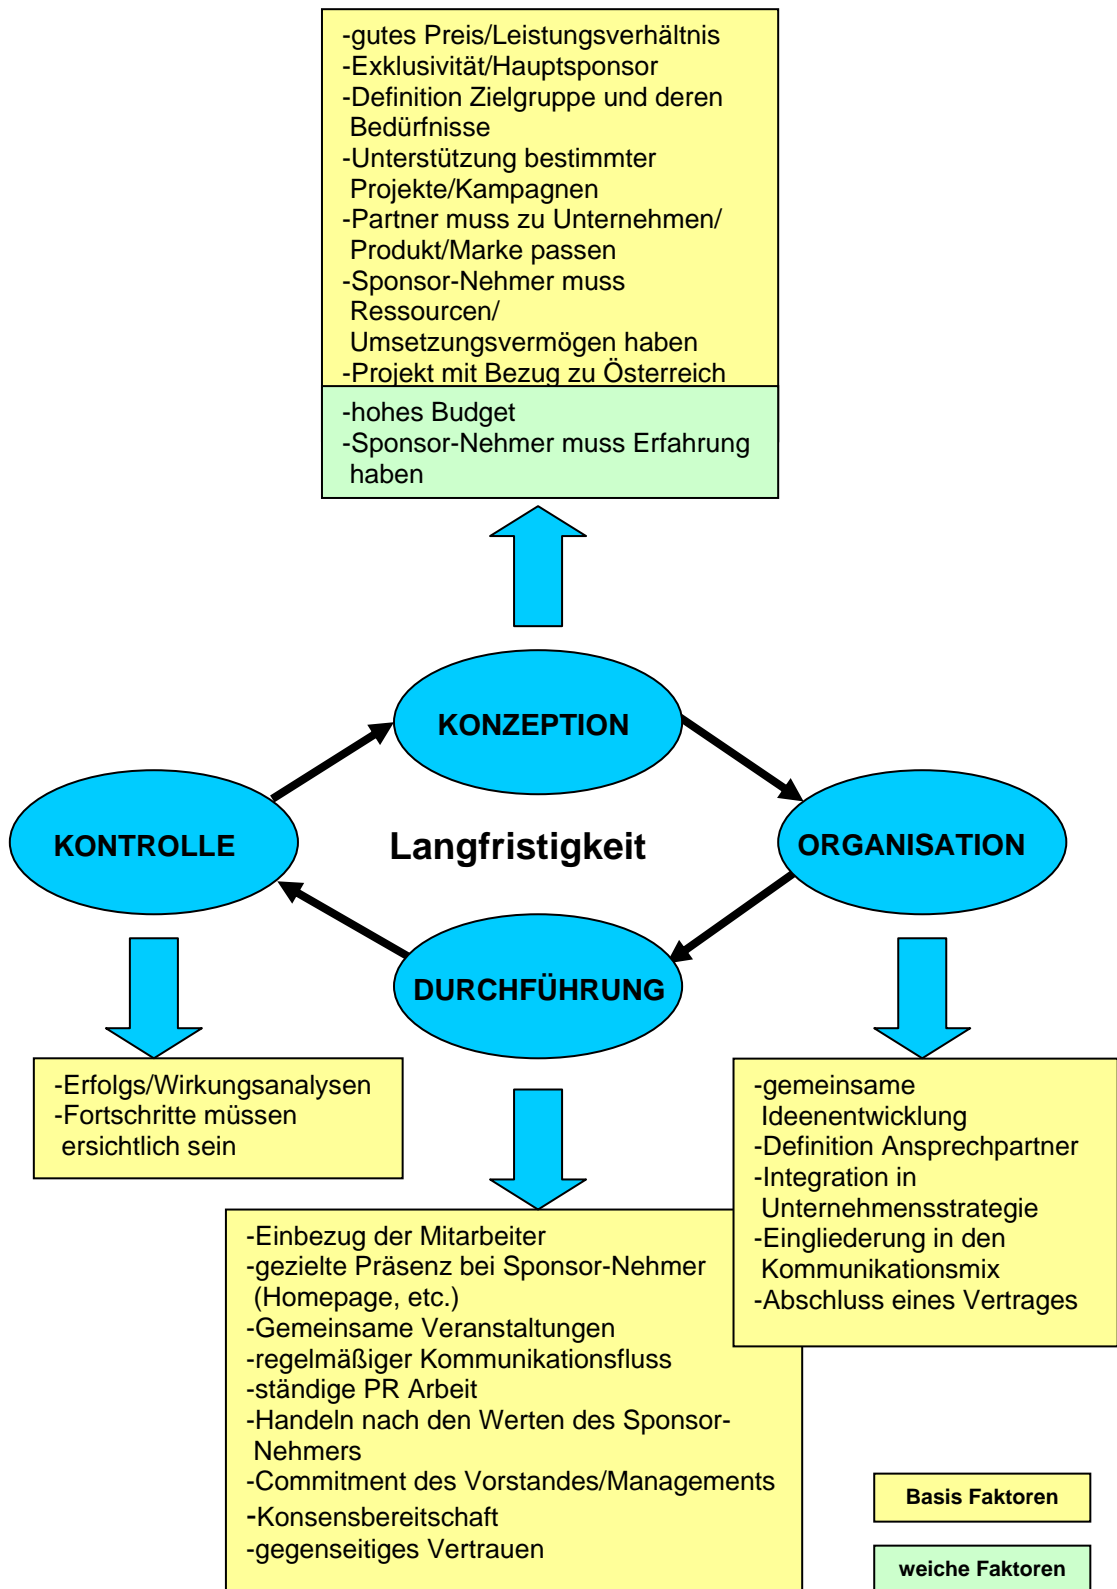 -gutes Preis/Leistungsverhältnis
-Exklusivität/Hauptsponsor
-Definition Zielgruppe und deren
Bedürfnisse
-Unterstützung bestimmter
Projekte/Kampagnen
-Partner muss zu Unternehmen/
Produkt/Marke passen
-Sponsor-Nehmer muss
Ressourcen/
Umsetzungsvermögen haben
-Projekt mit Bezug zu Österreich
-hohes Budget
-Sponsor-Nehmer muss Erfahrung
haben
KONZEPTION
KONTROLLE
Langfristigkeit
ORGANISATION
DURCHFÜHRUNG
-Erfolgs/Wirkungsanalysen
-Fortschritte müssen
ersichtlich sein
-gemeinsame
Ideenentwicklung
-Definition Ansprechpartner
-Integration in
Unternehmensstrategie
-Eingliederung in den
Kommunikationsmix
-Abschluss eines Vertrages
-Einbezug der Mitarbeiter
-gezielte Präsenz bei Sponsor-Nehmer
(Homepage, etc.)
-Gemeinsame Veranstaltungen
-regelmäßiger Kommunikationsfluss
-ständige PR Arbeit
-Handeln nach den Werten des Sponsor-
Nehmers
-Commitment des Vorstandes/Managements
-Konsensbereitschaft
-gegenseitiges Vertrauen
Basis Faktoren
weiche Faktoren